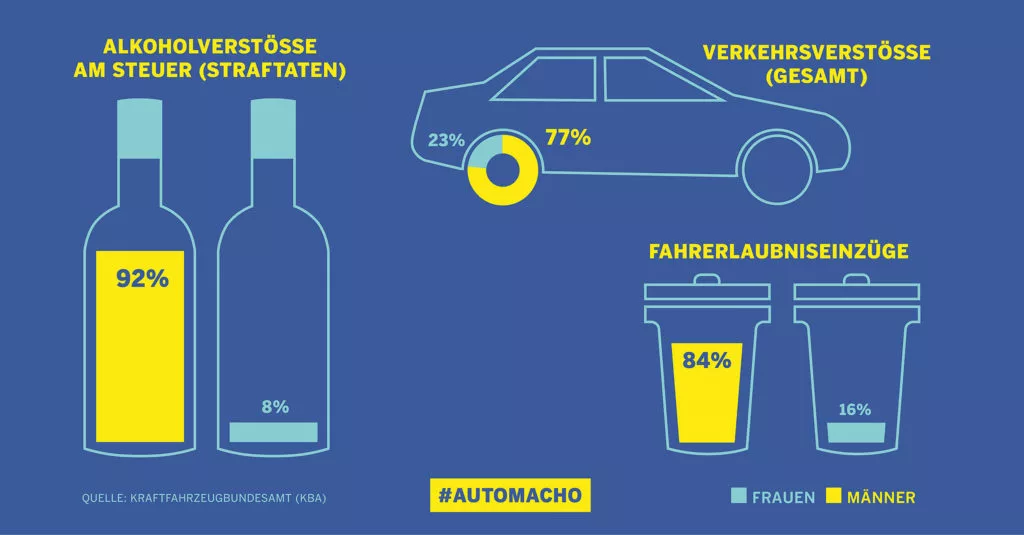 ALKOHOLVERSTÖSSE
AM STEUER (STRAFTATEN)
92%
8%
VERKEHRSVERSTÖSSE
(GESAMT)
23%
77%
FAHRERLAUBNISEINZÜGE
84%
16%
QUELLE: KRAFTFAHRZEUGBUNDESAMT (KBA)
#AUTOMACHO
FRAUEN MÄNNER